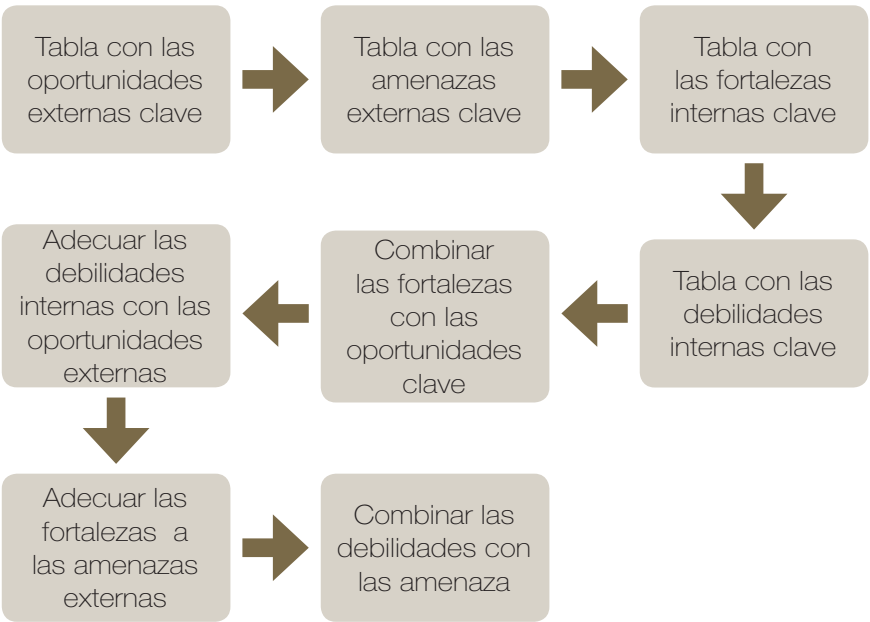 Tabla con las
oportunidades
externas clave
Tabla con las
amenazas
externas clave
Tabla con
las fortalezas
internas clave
Tabla con las
debilidades
internas clave
Combinar
las fortalezas
con las
oportunidades
clave
Adecuar las
debilidades
internas con las
oportunidades
externas
Adecuar las
fortalezas a
las amenazas
externas
Combinar las
debilidades con
las amenaza